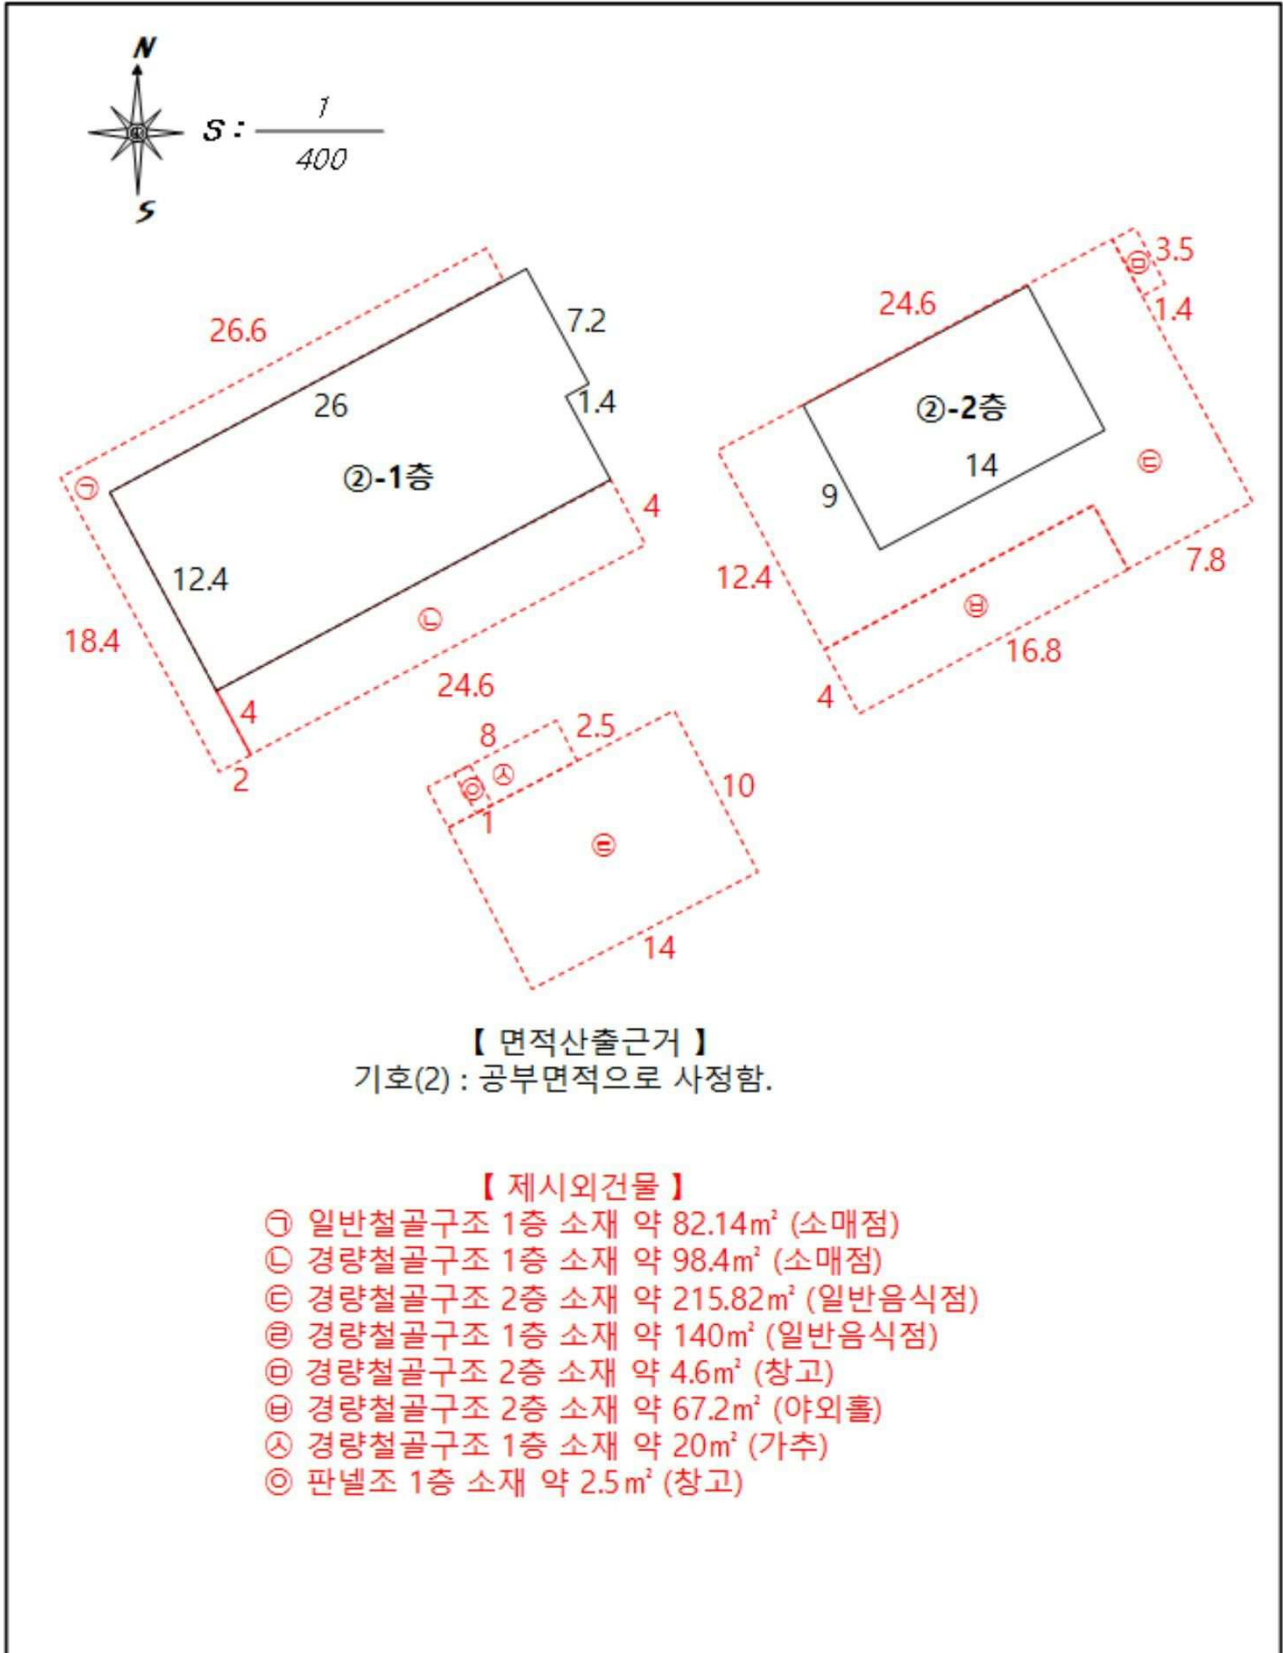 N
S : 1
400
S
3.5
24.6
1.4
7.2
26.6
26
1.4
②-2층
②-1층
㉤
㉠
㉢
14
9
4
12.4
12.4
7.8
㉡
㉥
18.4
16.8
24.6
4
4
2.5
8
2
㉦
㉧
10
1
㉣
14
【 면적산출근거 】
기호(2) : 공부면적으로 사정함.
【 제시외건물 】
㉠ 일반철골구조 1층 소재 약 82.14㎡ (소매점)
㉡ 경량철골구조 1층 소재 약 98.4㎡ (소매점)
㉢ 경량철골구조 2층 소재 약 215.82㎡ (일반음식점)
㉣ 경량철골구조 1층 소재 약 140㎡ (일반음식점)
㉤ 경량철골구조 2층 소재 약 4.6㎡ (창고)
㉥ 경량철골구조 2층 소재 약 67.2㎡ (야외홀)
㉦ 경량철골구조 1층 소재 약 20㎡ (가추)
㉧ 판넬조 1층 소재 약 2.5㎡ (창고)